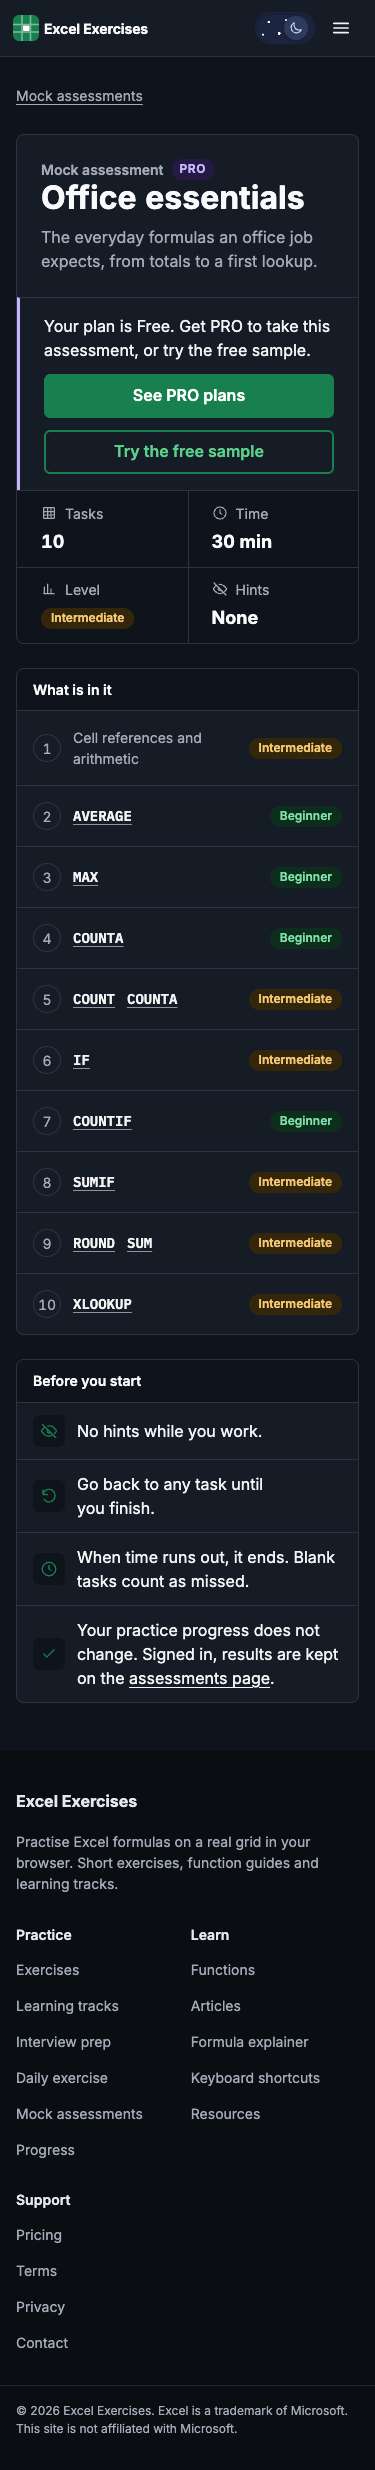 Excel Exercises
Mock assessments
Mock assessment PRO
Office essentials
The everyday formulas an office job
expects, from totals to a first lookup.
Your plan is Free. Get PRO to take this
assessment, or try the free sample.
See PRO plans
Try the free sample
Tasks
10
Time
30 min
Level
Intermediate
Hints
None
What is in it
1 Cell references and
arithmetic Intermediate
2 AVERAGE Beginner
3 MAX Beginner
4 COUNTA Beginner
5 COUNT COUNTA Intermediate
6 IF Intermediate
7 COUNTIF Beginner
8 SUMIF Intermediate
9 ROUND SUM Intermediate
10 XLOOKUP Intermediate
Before you start
No hints while you work.
Go back to any task until
you finish.
When time runs out, it ends. Blank
tasks count as missed.
Your practice progress does not
change. Signed in, results are kept
on the assessments page.
Excel Exercises
Practise Excel formulas on a real grid in your
browser. Short exercises, function guides and
learning tracks.
Practice
Exercises
Learning tracks
Interview prep
Daily exercise
Mock assessments
Progress
Learn
Functions
Articles
Formula explainer
Keyboard shortcuts
Resources
Support
Pricing
Terms
Privacy
Contact
© 2026 Excel Exercises. Excel is a trademark of Microsoft.
This site is not affiliated with Microsoft.